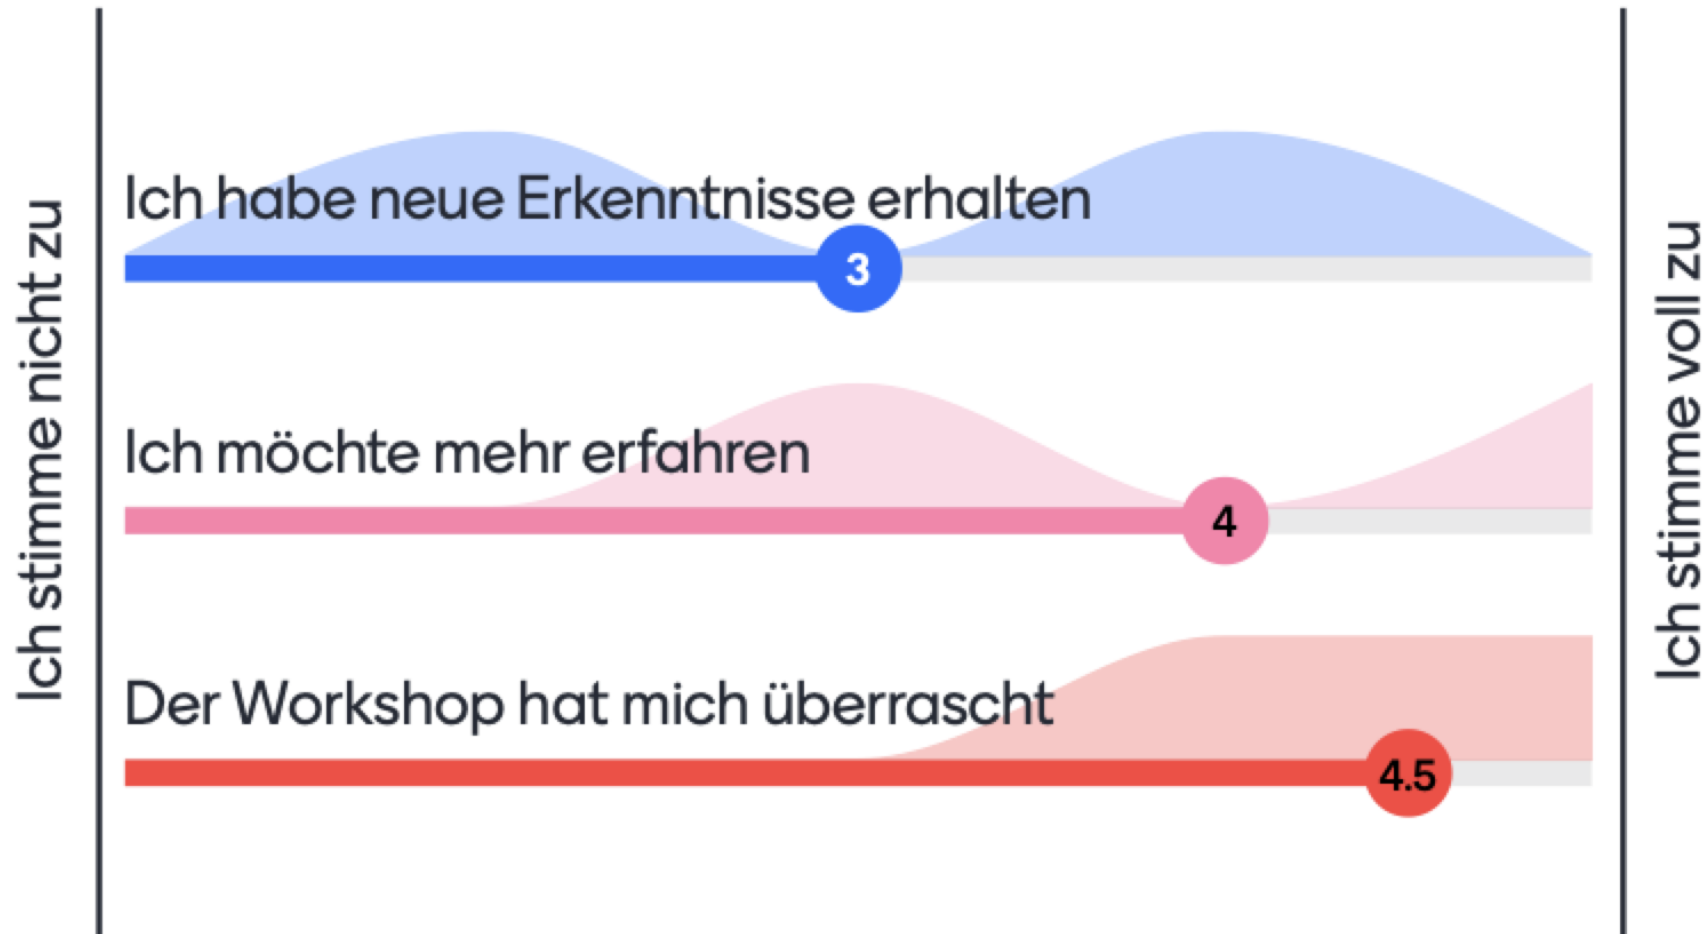 Ich stimme nicht zu
Ich habe neue Erkenntnisse erhalten
3
Ich möchte mehr erfahren
4
Der Workshop hat mich überrascht
4.5
Ich stimme voll zu